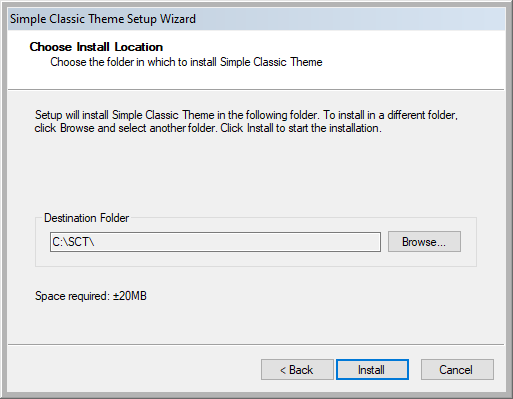 Simple Classic Theme Setup Wizard
Choose Install Location
Choose the folder in which to install Simple Classic Theme
Setup will install Simple Classic Theme in the following folder. To install in a different folder,
click Browse and select another folder. Click Install to start the installation.
Destination Folder
C:\SCT\
Browse...
Space required: ±20MB
< Back
Install
Cancel